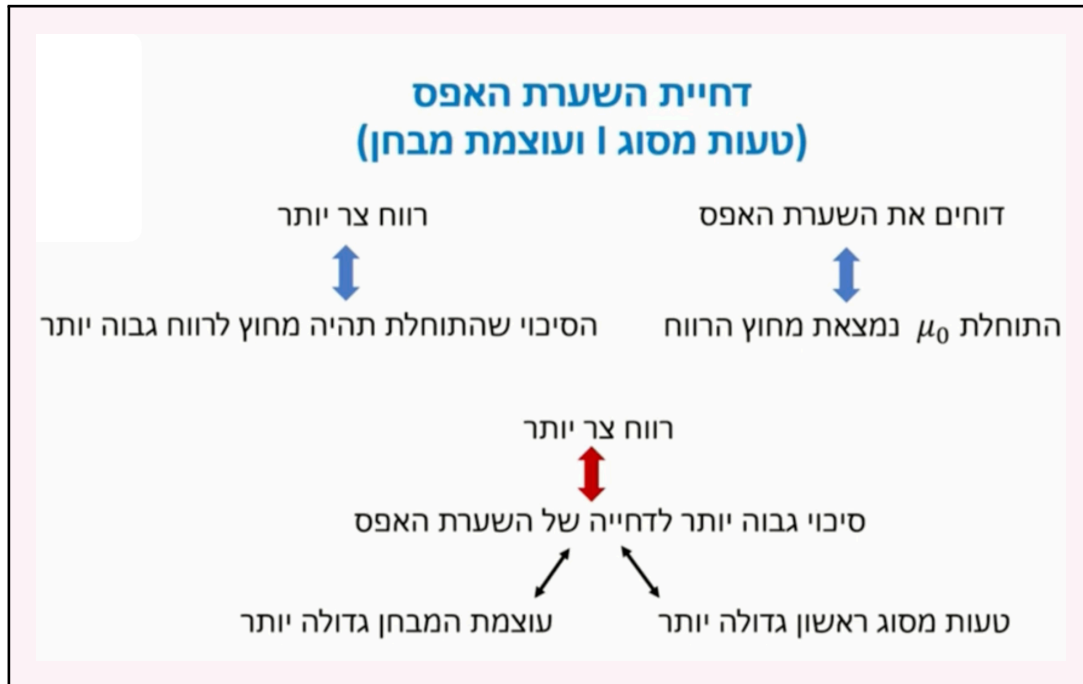 דחיית השערת האפס
(טעות מסוג I ועוצמת מבחן)
דוחים את השערת האפס
התוחלת μ₀ נמצאת מחוץ הרווח
רווח צר יותר
הסיכוי שהתוחלת תהיה מחוץ לרווח גבוה יותר
רווח צר יותר
סיכוי גבוה יותר לדחייה של השערת האפס
טעות מסוג ראשון גדולה יותר
עוצמת המבחן גדולה יותר